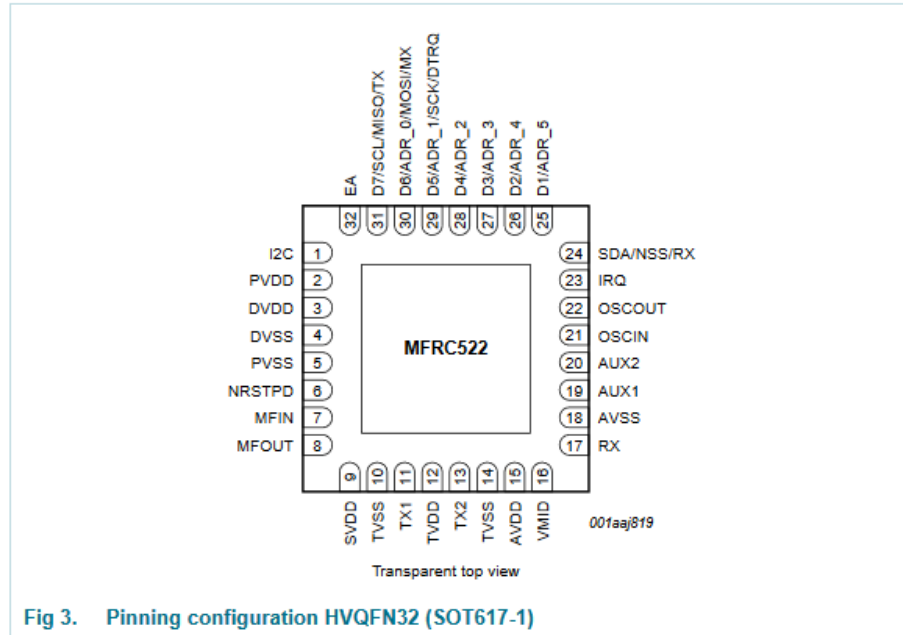 EA
D7/SCL/MISO/TX
D6/ADR_0/MOSI/MX
D5/ADR_1/SCK/DTRQ
D4/ADR_2
D3/ADR_3
D2/ADR_4
D1/ADR_5
32
31
30
29
28
27
26
25
I2C 1
PVDD 2
DVDD 3
DVSS 4
PVSS 5
NRSTPD 6
MFIN 7
MFOUT 8
MFRC522
24 SDA/NSS/RX
23 IRQ
22 OSCOUT
21 OSCIN
20 AUX2
19 AUX1
18 AVSS
17 RX
9
10
11
12
13
14
15
16
SVDD
TVSS
TX1
TVDD
TX2
TVSS
AVDD
VMID
001aaj819
Transparent top view
Fig 3. Pinning configuration HVQFN32 (SOT617-1)